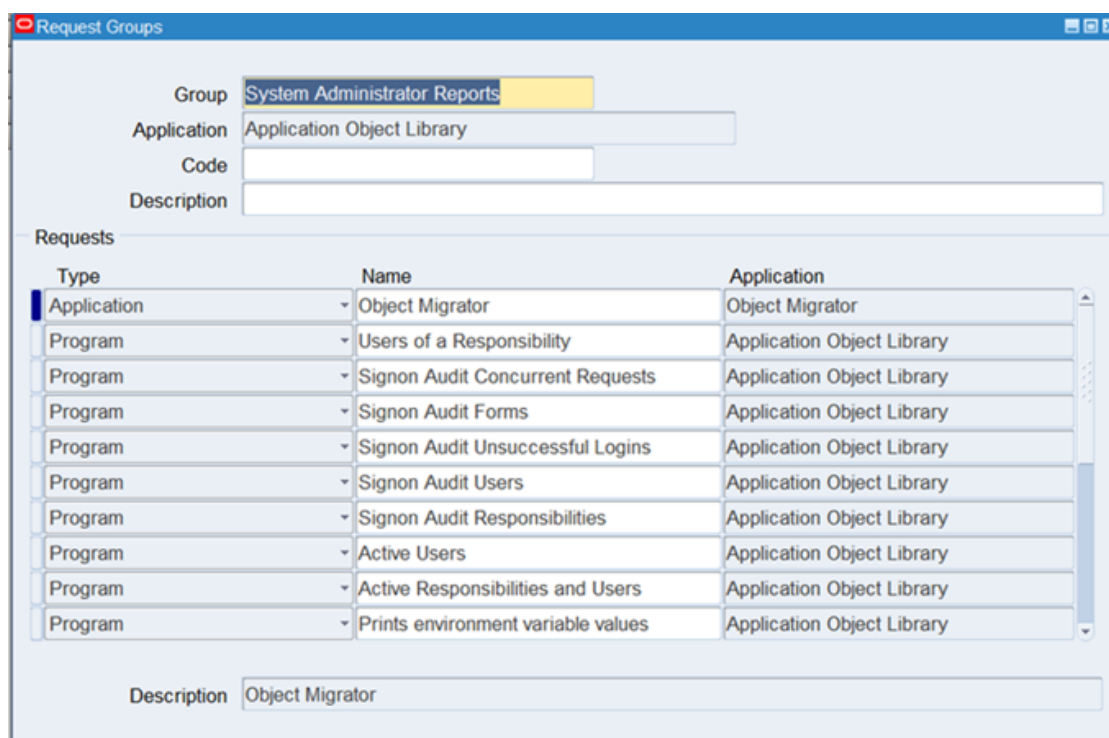 Request Groups
Group System Administrator Reports
Application Application Object Library
Code
Description
Requests
Type Name Application
Application Object Migrator Object Migrator
Program Users of a Responsibility Application Object Library
Program Signon Audit Concurrent Requests Application Object Library
Program Signon Audit Forms Application Object Library
Program Signon Audit Unsuccessful Logins Application Object Library
Program Signon Audit Users Application Object Library
Program Signon Audit Responsibilities Application Object Library
Program Active Users Application Object Library
Program Active Responsibilities and Users Application Object Library
Program Prints environment variable values Application Object Library
Description Object Migrator